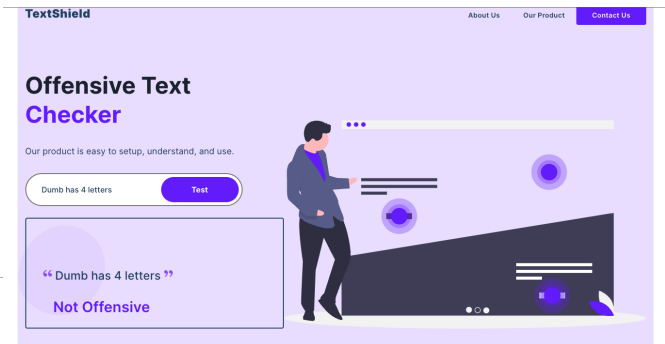 TextShield
About Us Our Product Contact Us
Offensive Text
Checker
Our product is easy to setup, understand, and use.
Dumb has 4 letters Test
“ Dumb has 4 letters ”
Not Offensive